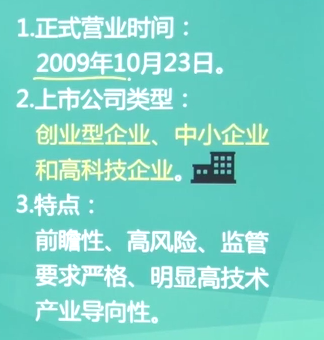 1.正式营业时间：
2009年10月23日。
2.上市公司类型：
创业型企业、中小企业
和高科技企业。
3.特点：
前瞻性、高风险、监管
要求严格、明显高技术
产业导向性。